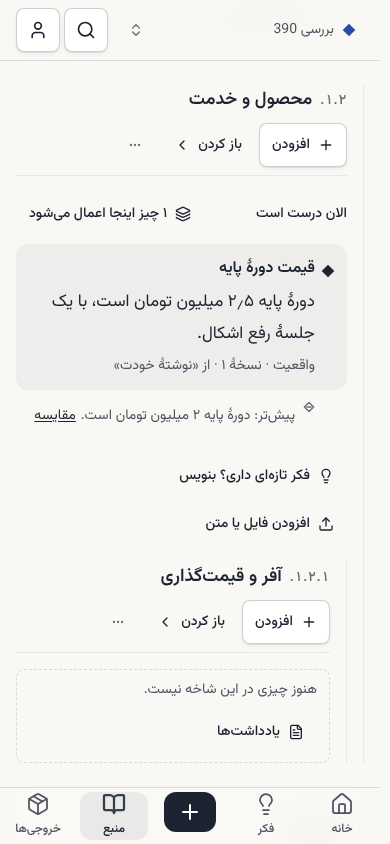 بررسی 390
۱.۲. محصول و خدمت
افزودن
باز کردن
الان درست است
۱ چیز اینجا اعمال می‌شود
قیمت دورهٔ پایه
دورهٔ پایه ۲٫۵ میلیون تومان است، با یک
جلسهٔ رفع اشکال.
واقعیت · نسخهٔ ۱ · از «نوشتهٔ خودت»
پیش‌تر: دورهٔ پایه ۲ میلیون تومان است. مقایسه
فکر تازه‌ای داری؟ بنویس
افزودن فایل یا متن
۱.۲.۱. آفر و قیمت‌گذاری
افزودن
باز کردن
هنوز چیزی در این شاخه نیست.
یادداشت‌ها
خانه
فکر
منبع
خروجی‌ها